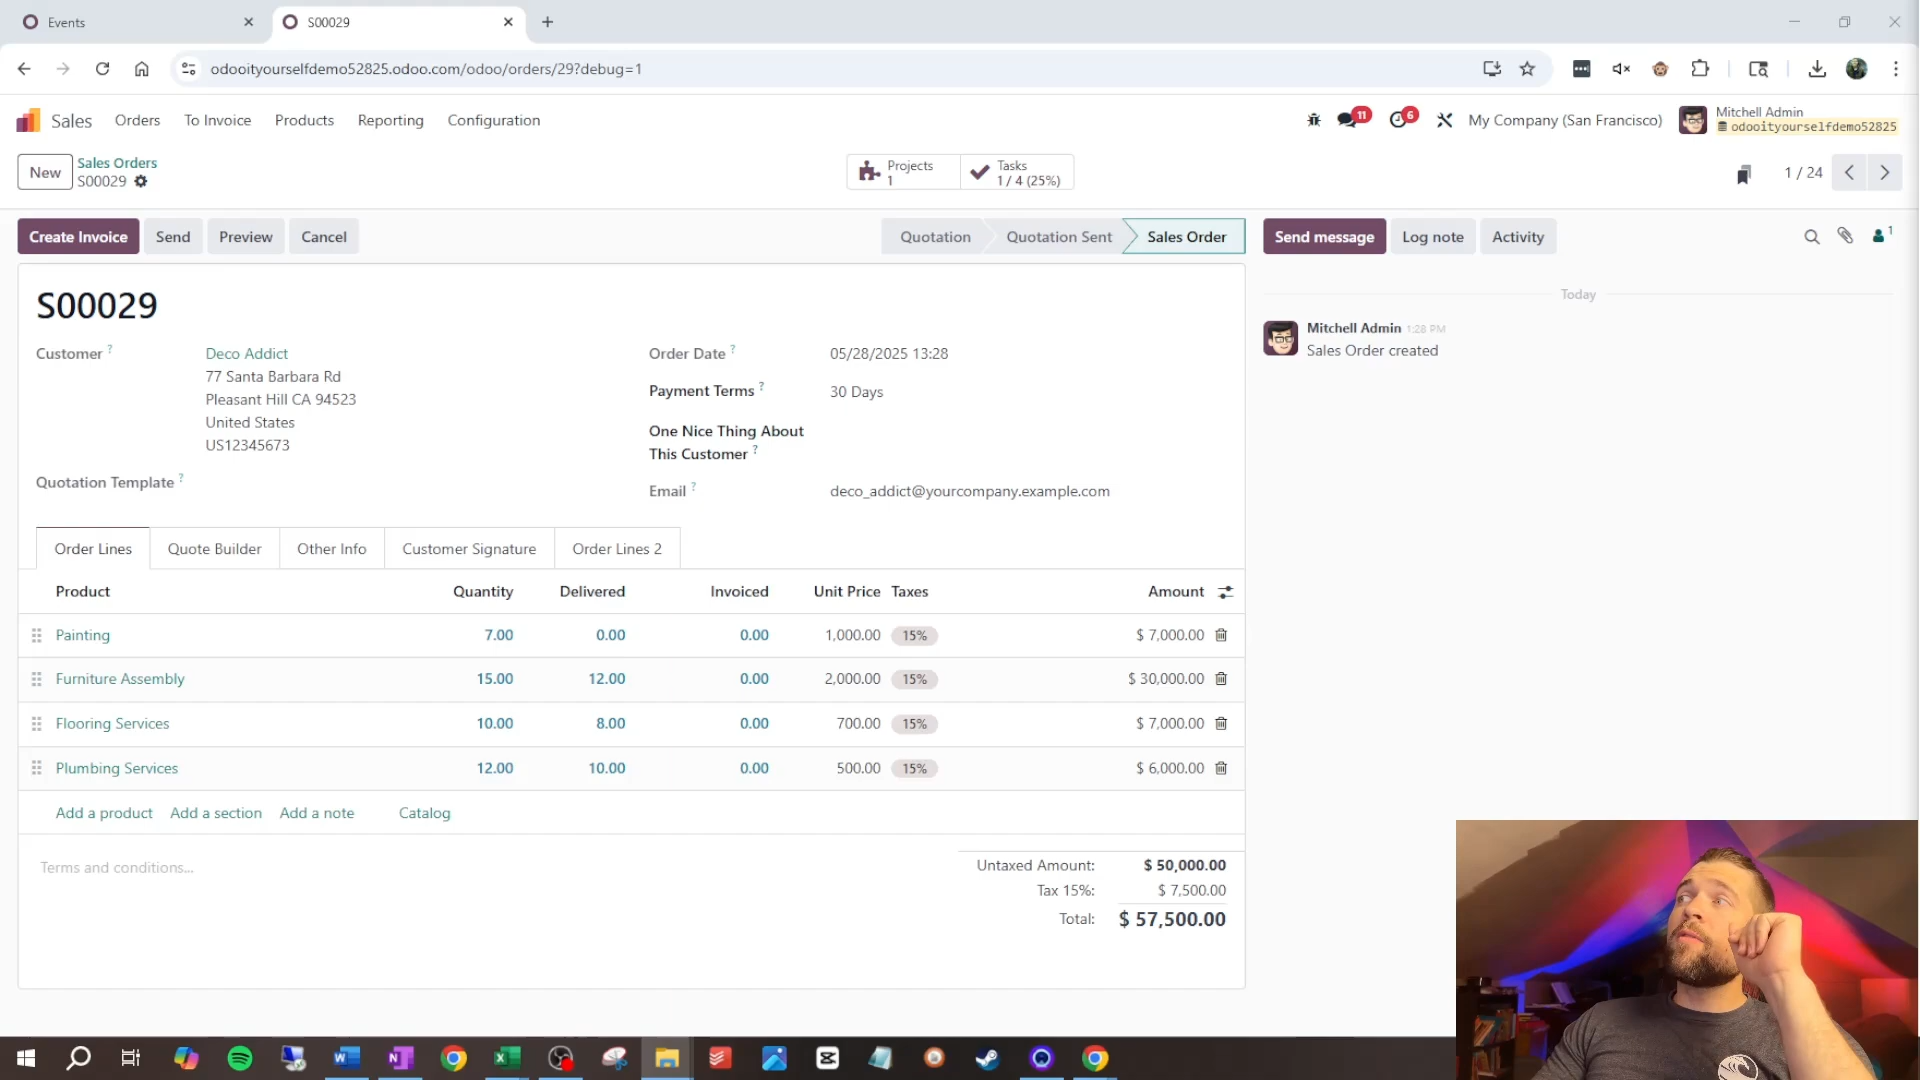 Events
S00029
odooityourselfdemo52825.odoo.com/odoo/orders/29?debug=1
Sales Orders To Invoice Products Reporting Configuration
11
6
My Company (San Francisco)
Mitchell Admin
odooityourselfdemo52825
New
Sales Orders
S00029
Projects
1
Tasks
1 / 4 (25%)
1 / 24
Create Invoice Send Preview Cancel
Quotation Quotation Sent Sales Order
Send message Log note Activity
1
S00029
Customer ?
Deco Addict
77 Santa Barbara Rd
Pleasant Hill CA 94523
United States
US12345673
Quotation Template ?
Order Date ? 05/28/2025 13:28
Payment Terms ? 30 Days
One Nice Thing About
This Customer ?
Email ? deco_addict@yourcompany.example.com
Today
Mitchell Admin 1:28 PM
Sales Order created
Order Lines Quote Builder Other Info Customer Signature Order Lines 2
Product Quantity Delivered Invoiced Unit Price Taxes Amount
Painting 7.00 0.00 0.00 1,000.00 15% $ 7,000.00
Furniture Assembly 15.00 12.00 0.00 2,000.00 15% $ 30,000.00
Flooring Services 10.00 8.00 0.00 700.00 15% $ 7,000.00
Plumbing Services 12.00 10.00 0.00 500.00 15% $ 6,000.00
Add a product Add a section Add a note Catalog
Terms and conditions...
Untaxed Amount: $ 50,000.00
Tax 15%: $ 7,500.00
Total: $ 57,500.00